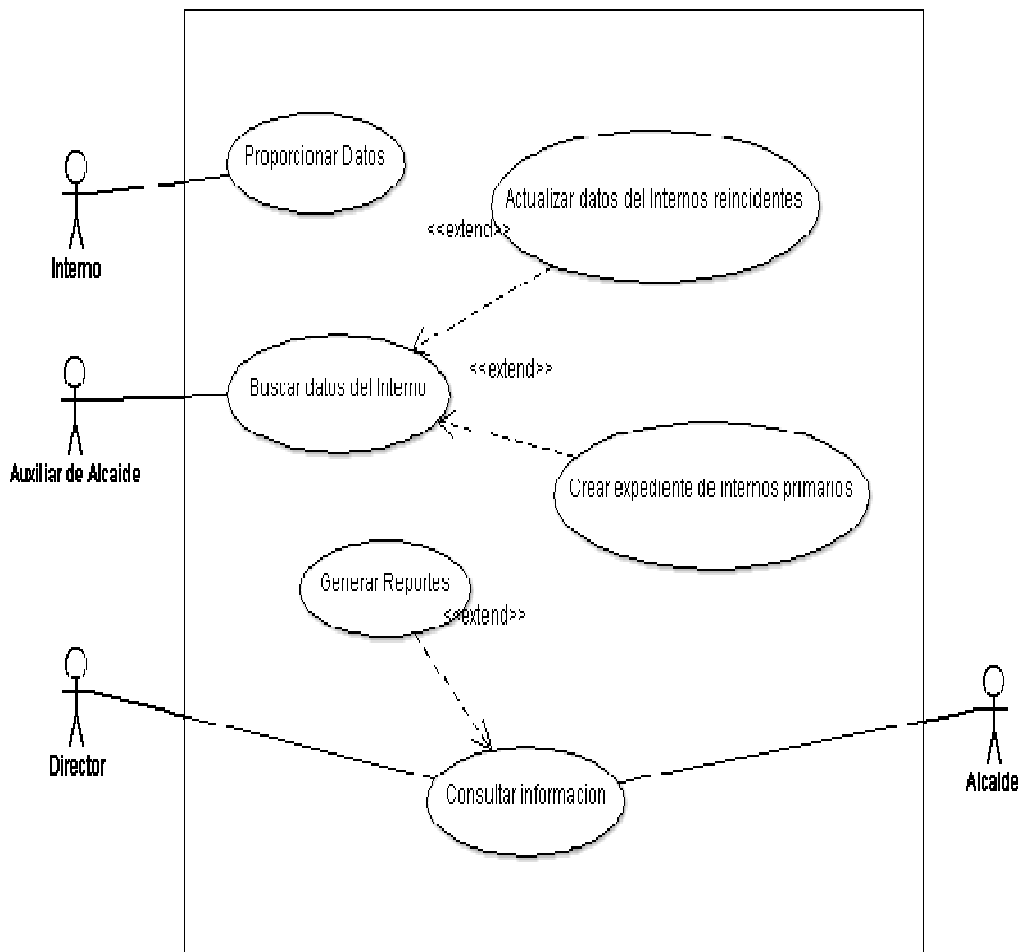 Proporcionar Datos
Actualizar datos del Internos reincidentes
<<extend>>
Interno
<<extend>>
Buscar datos del Interno
Auxiliar de Alcaide
Crear expediente de internos primarios
Generar Reportes
<<extend>>
Director
Consultar informacion
Alcalde